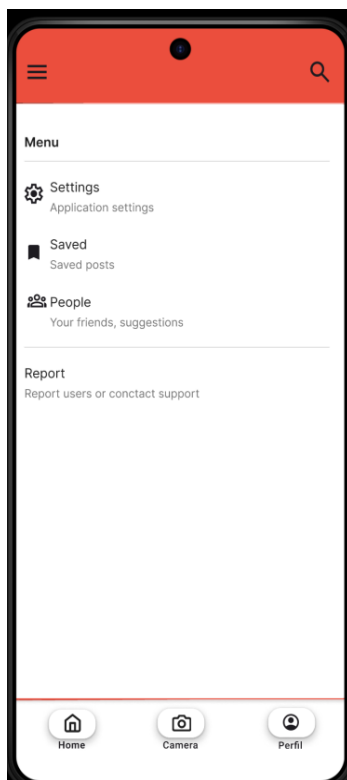 Menu
Settings
Application settings
Saved
Saved posts
People
Your friends, suggestions
Report
Report users or conctact support
Home
Camera
Perfil